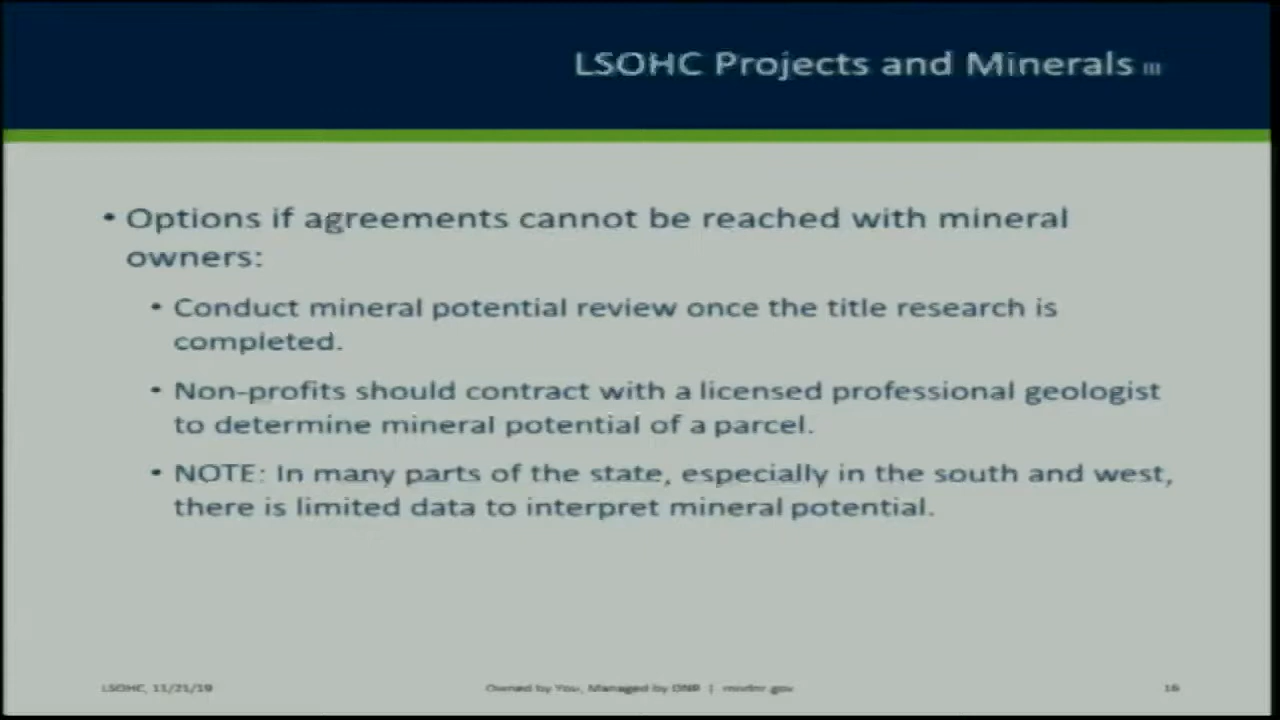 LSOHC Projects and Minerals III
• Options if agreements cannot be reached with mineral
owners:
• Conduct mineral potential review once the title research is
completed.
• Non-profits should contract with a licensed professional geologist
to determine mineral potential of a parcel.
• NOTE: In many parts of the state, especially in the south and west,
there is limited data to interpret mineral potential.
LSOHC, 11/21/19
Owned by You, Managed by DNR | mndnr.gov
16